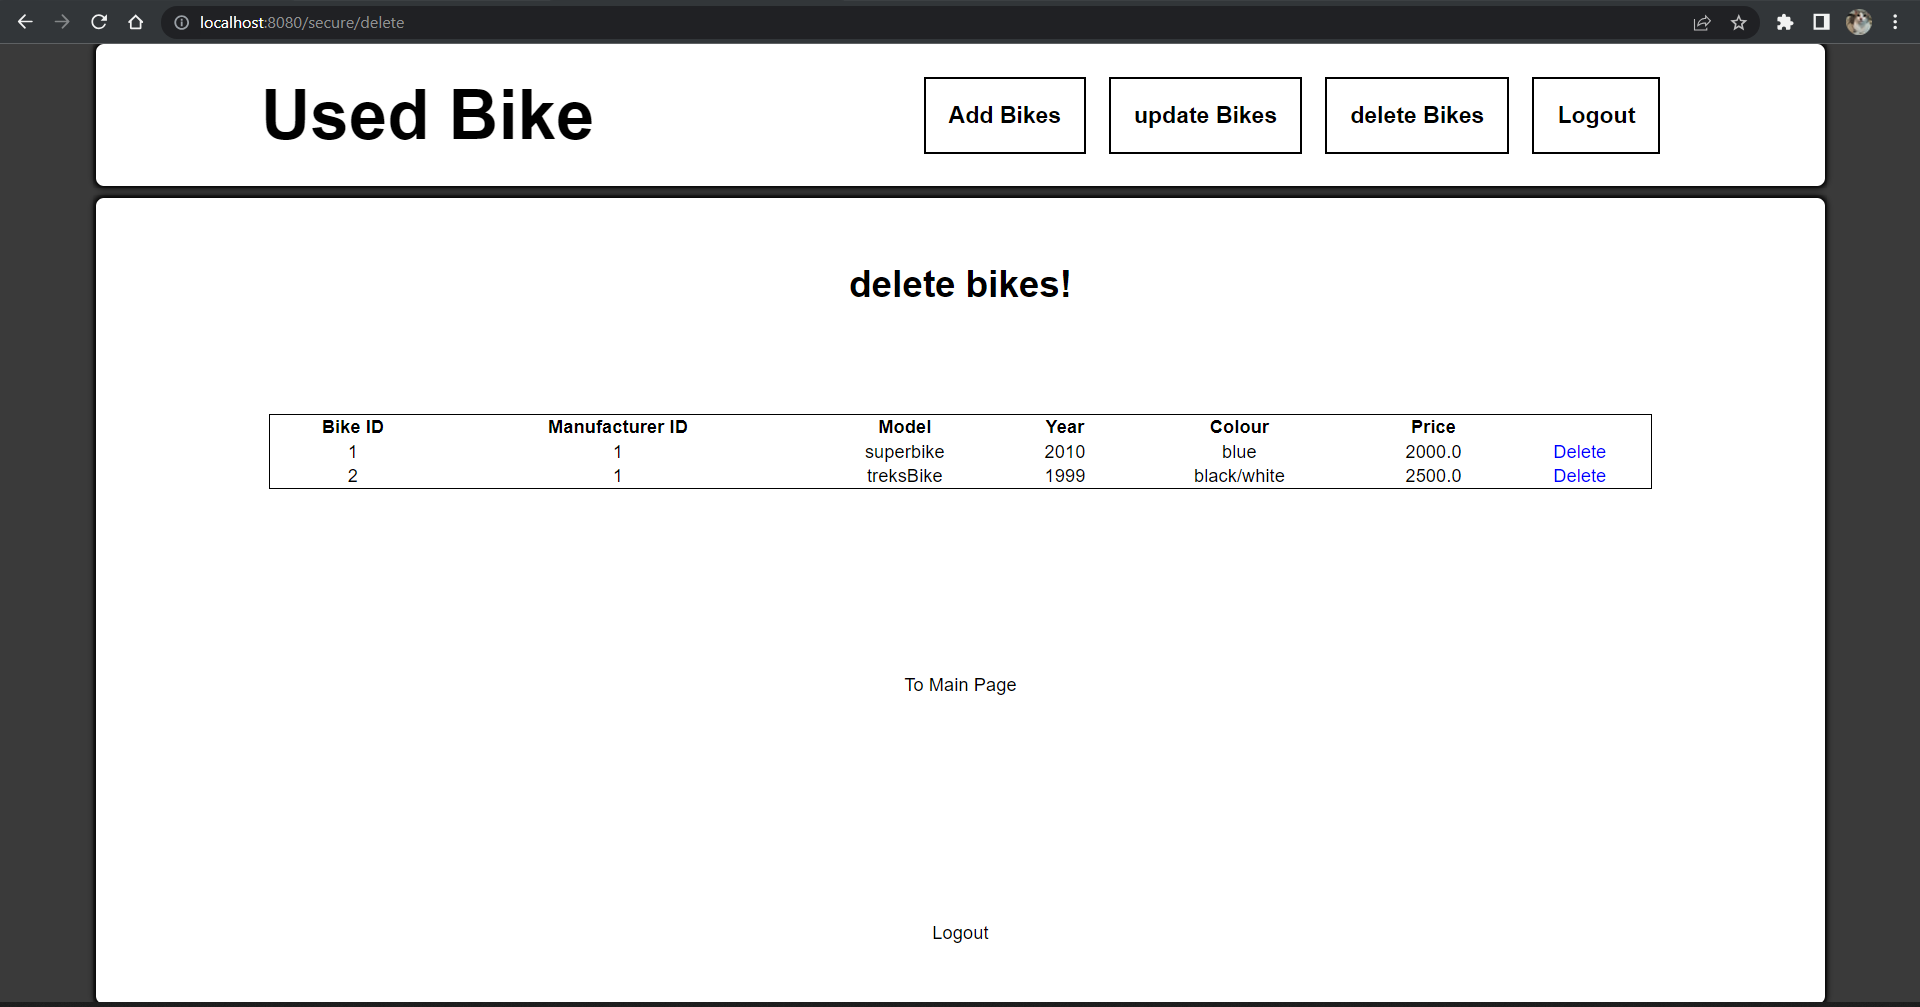 localhost:8080/secure/delete
Used Bike
Add Bikes update Bikes delete Bikes Logout
delete bikes!
Bike ID Manufacturer ID Model Year Colour Price
1 1 superbike 2010 blue 2000.0 Delete
2 1 treksBike 1999 black/white 2500.0 Delete
To Main Page
Logout